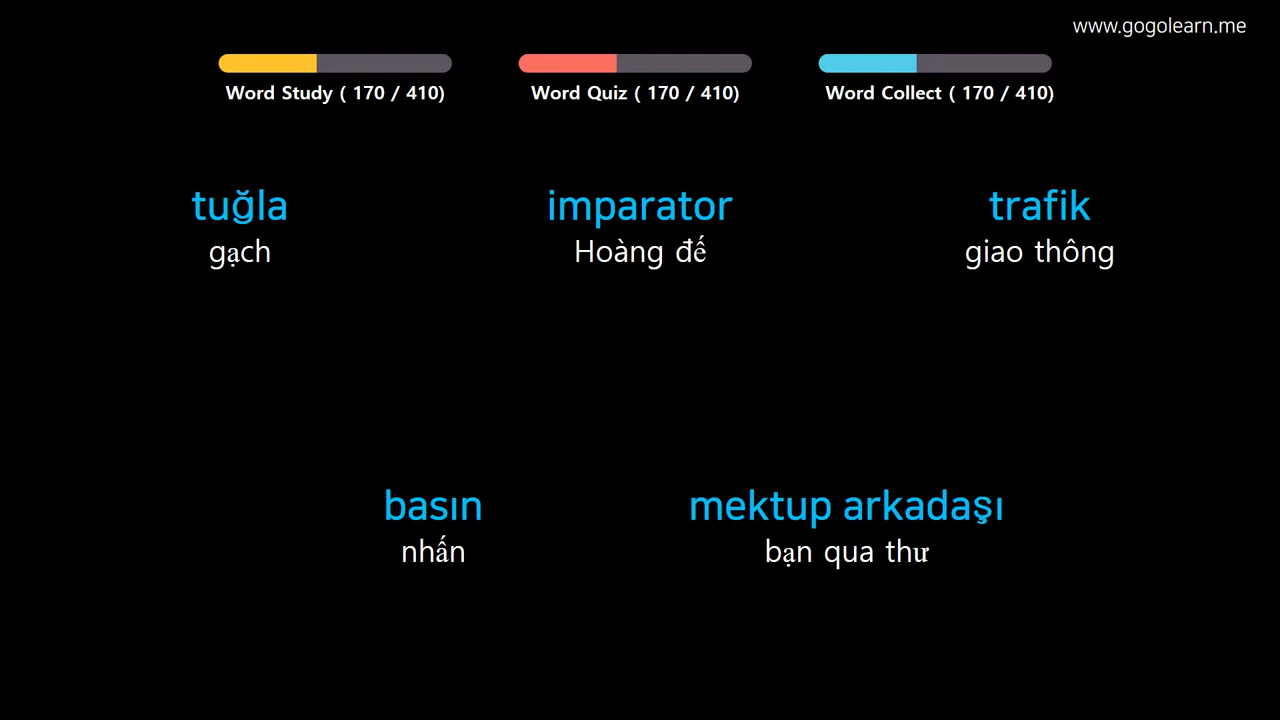 www.gogolearn.me
Word Study ( 170 / 410)
Word Quiz ( 170 / 410)
Word Collect ( 170 / 410)
tuğla
gạch
imparator
Hoàng đế
trafik
giao thông
basın
nhấn
mektup arkadaşı
bạn qua thư